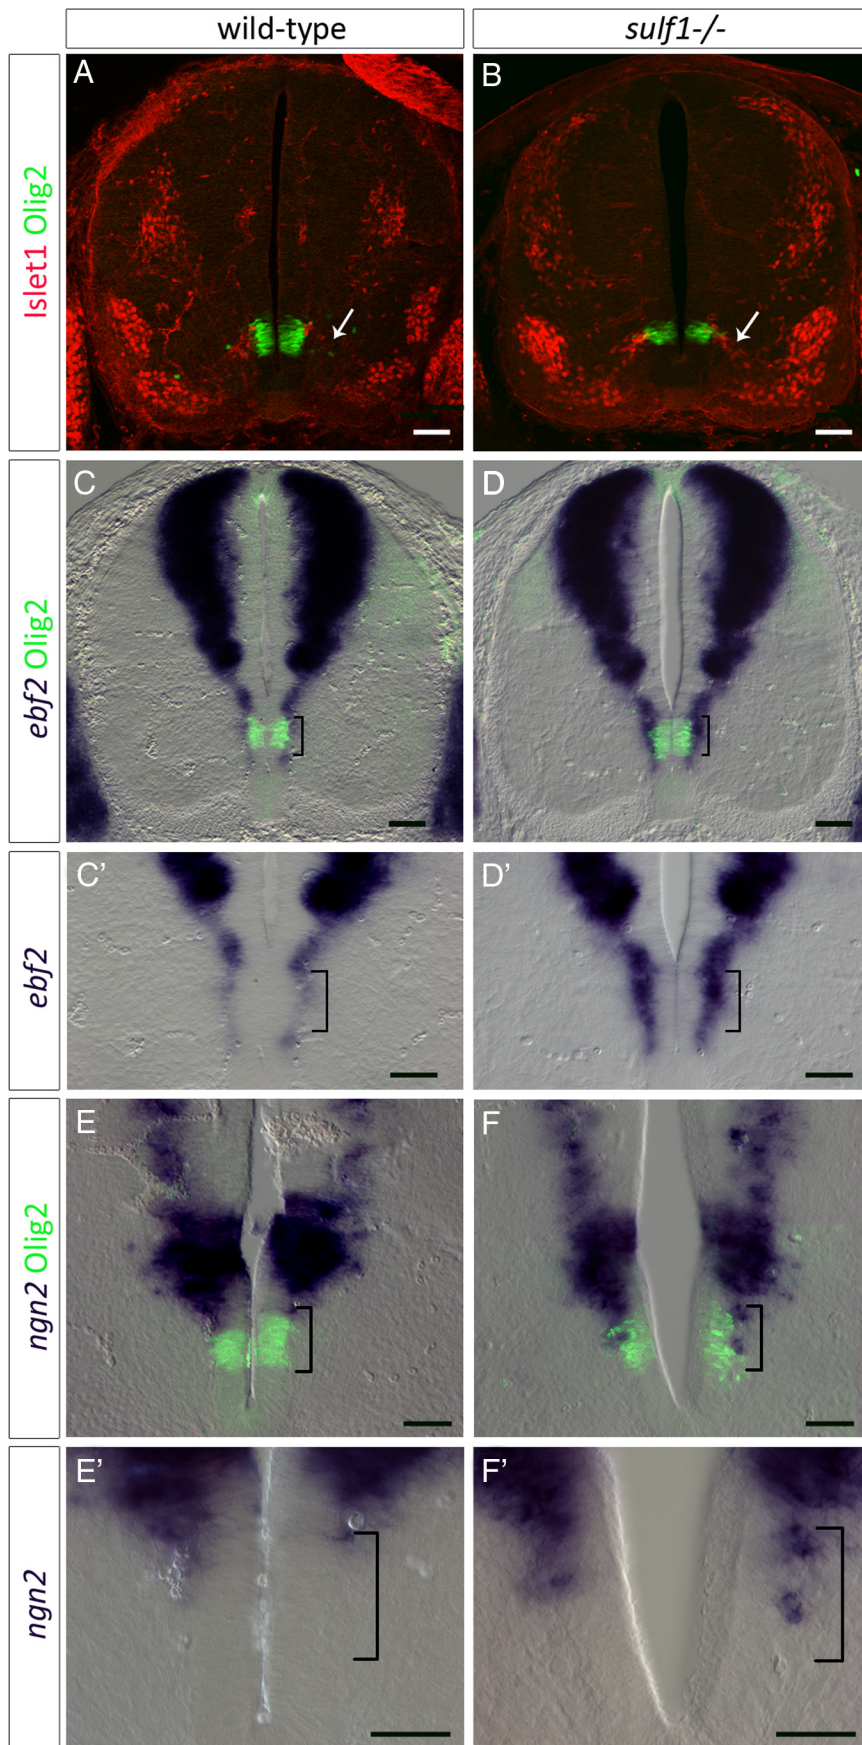 wild-type
sulf1-/-
Islet1 Olig2
A
B
ebf2 Olig2
C
D
ebf2
C'
D'
ngn2 Olig2
E
F
ngn2
E'
F'